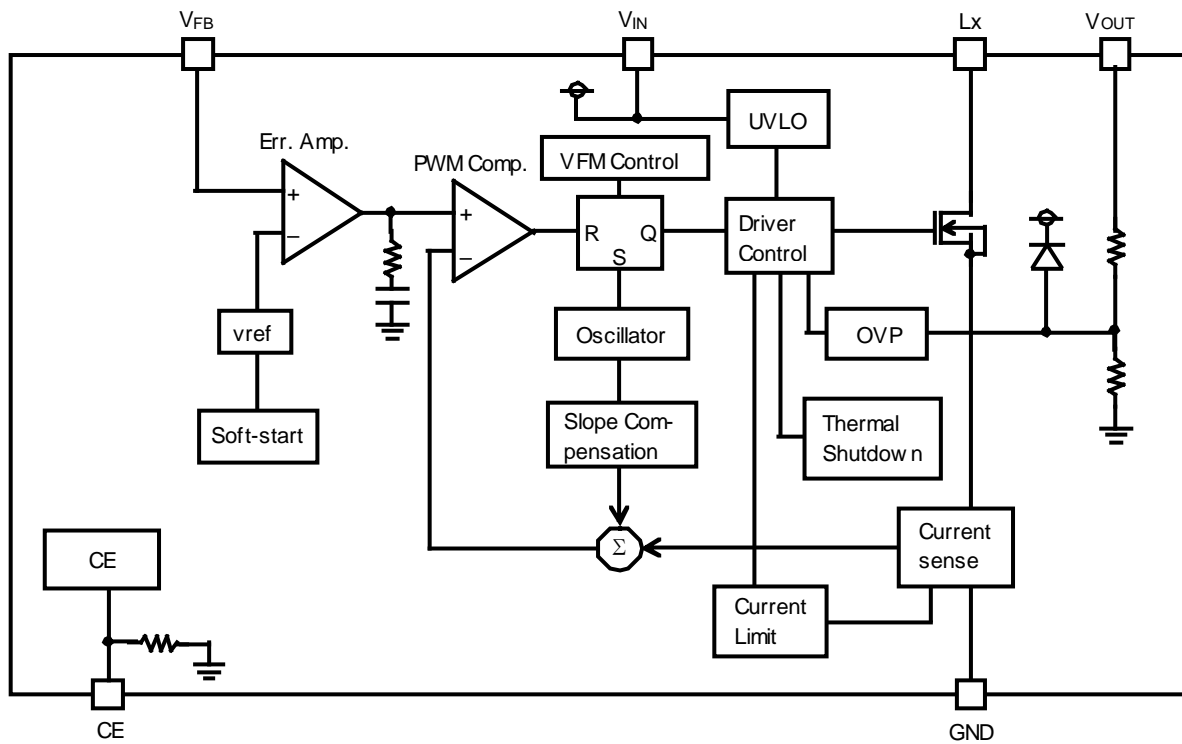 VFB
VIN
Lx
VOUT
UVLO
Err. Amp.
PWM Comp.
VFM Control
+
−
+
−
R
Q
S
Driver
Control
vref
Oscillator
OVP
Soft-start
Slope Com-
pensation
Thermal
Shutdown
CE
Σ
Current
sense
Current
Limit
CE
GND